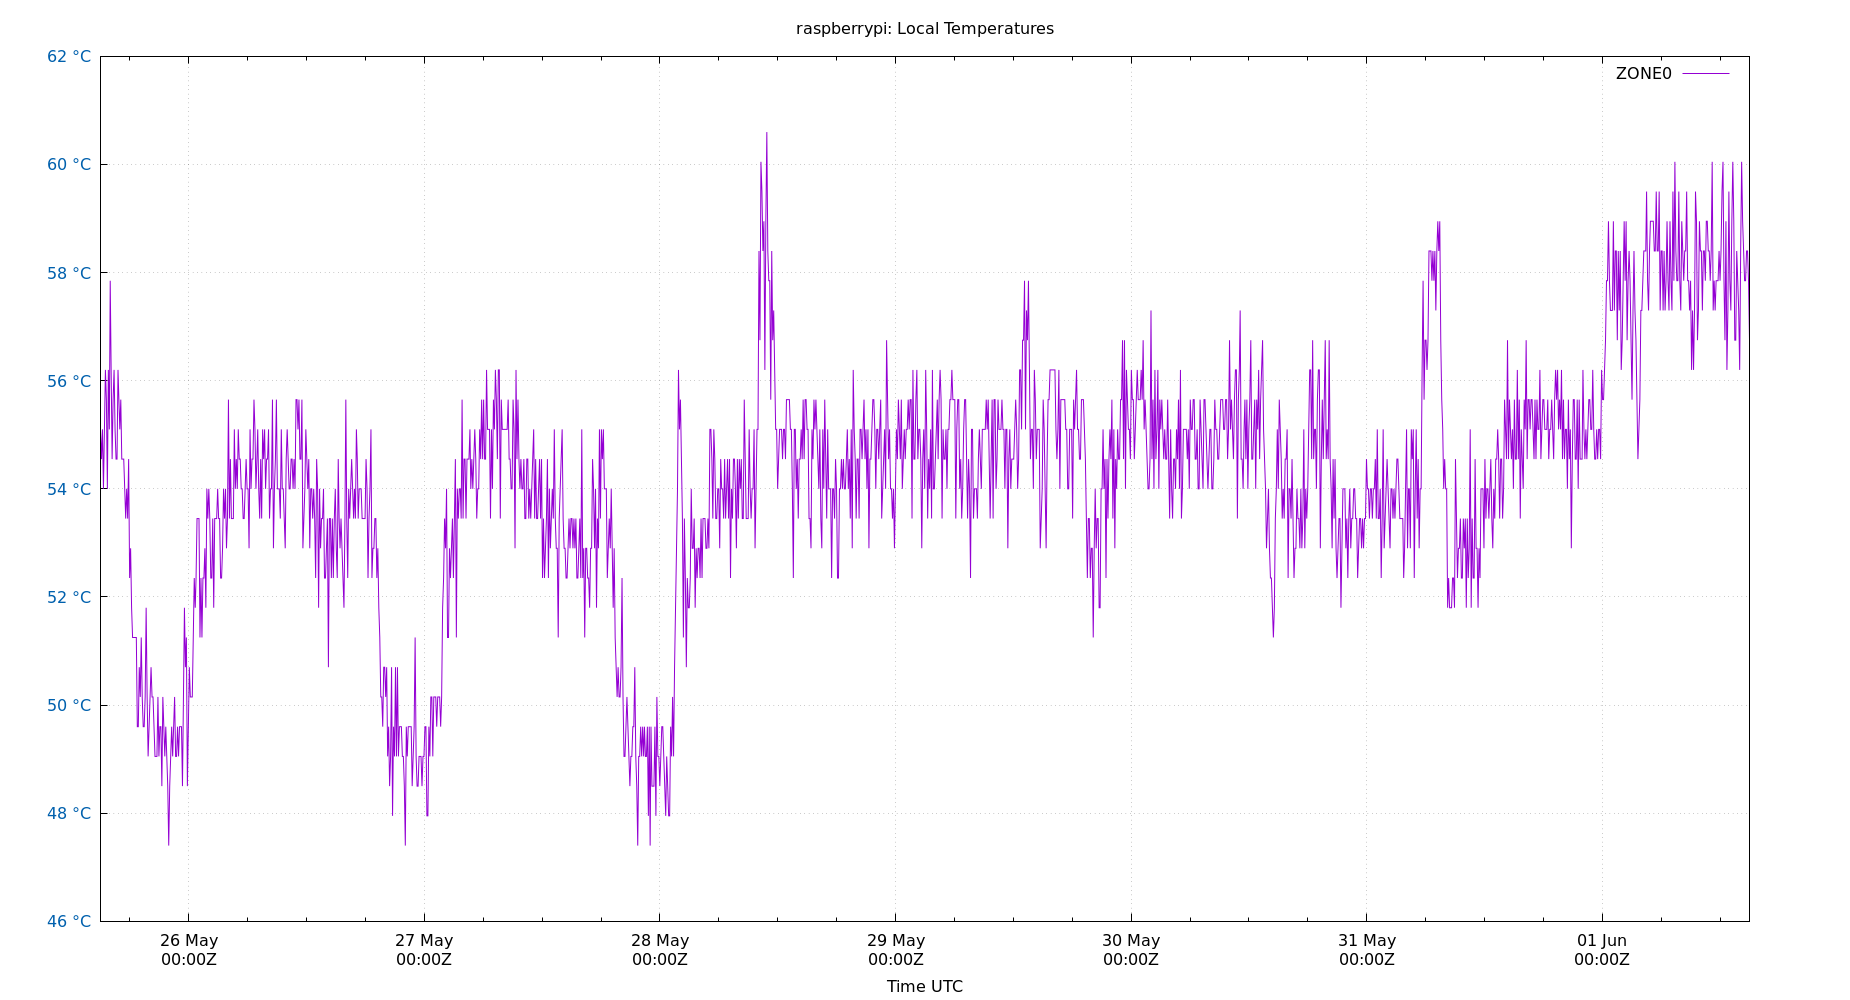 raspberrypi: Local Temperatures
62 °C
ZONE0
60 °C
58 °C
56 °C
54 °C
52 °C
50 °C
48 °C
46 °C
26 May 27 May 28 May 29 May 30 May 31 May 01 Jun
00:00Z 00:00Z 00:00Z 00:00Z 00:00Z 00:00Z 00:00Z
Time UTC